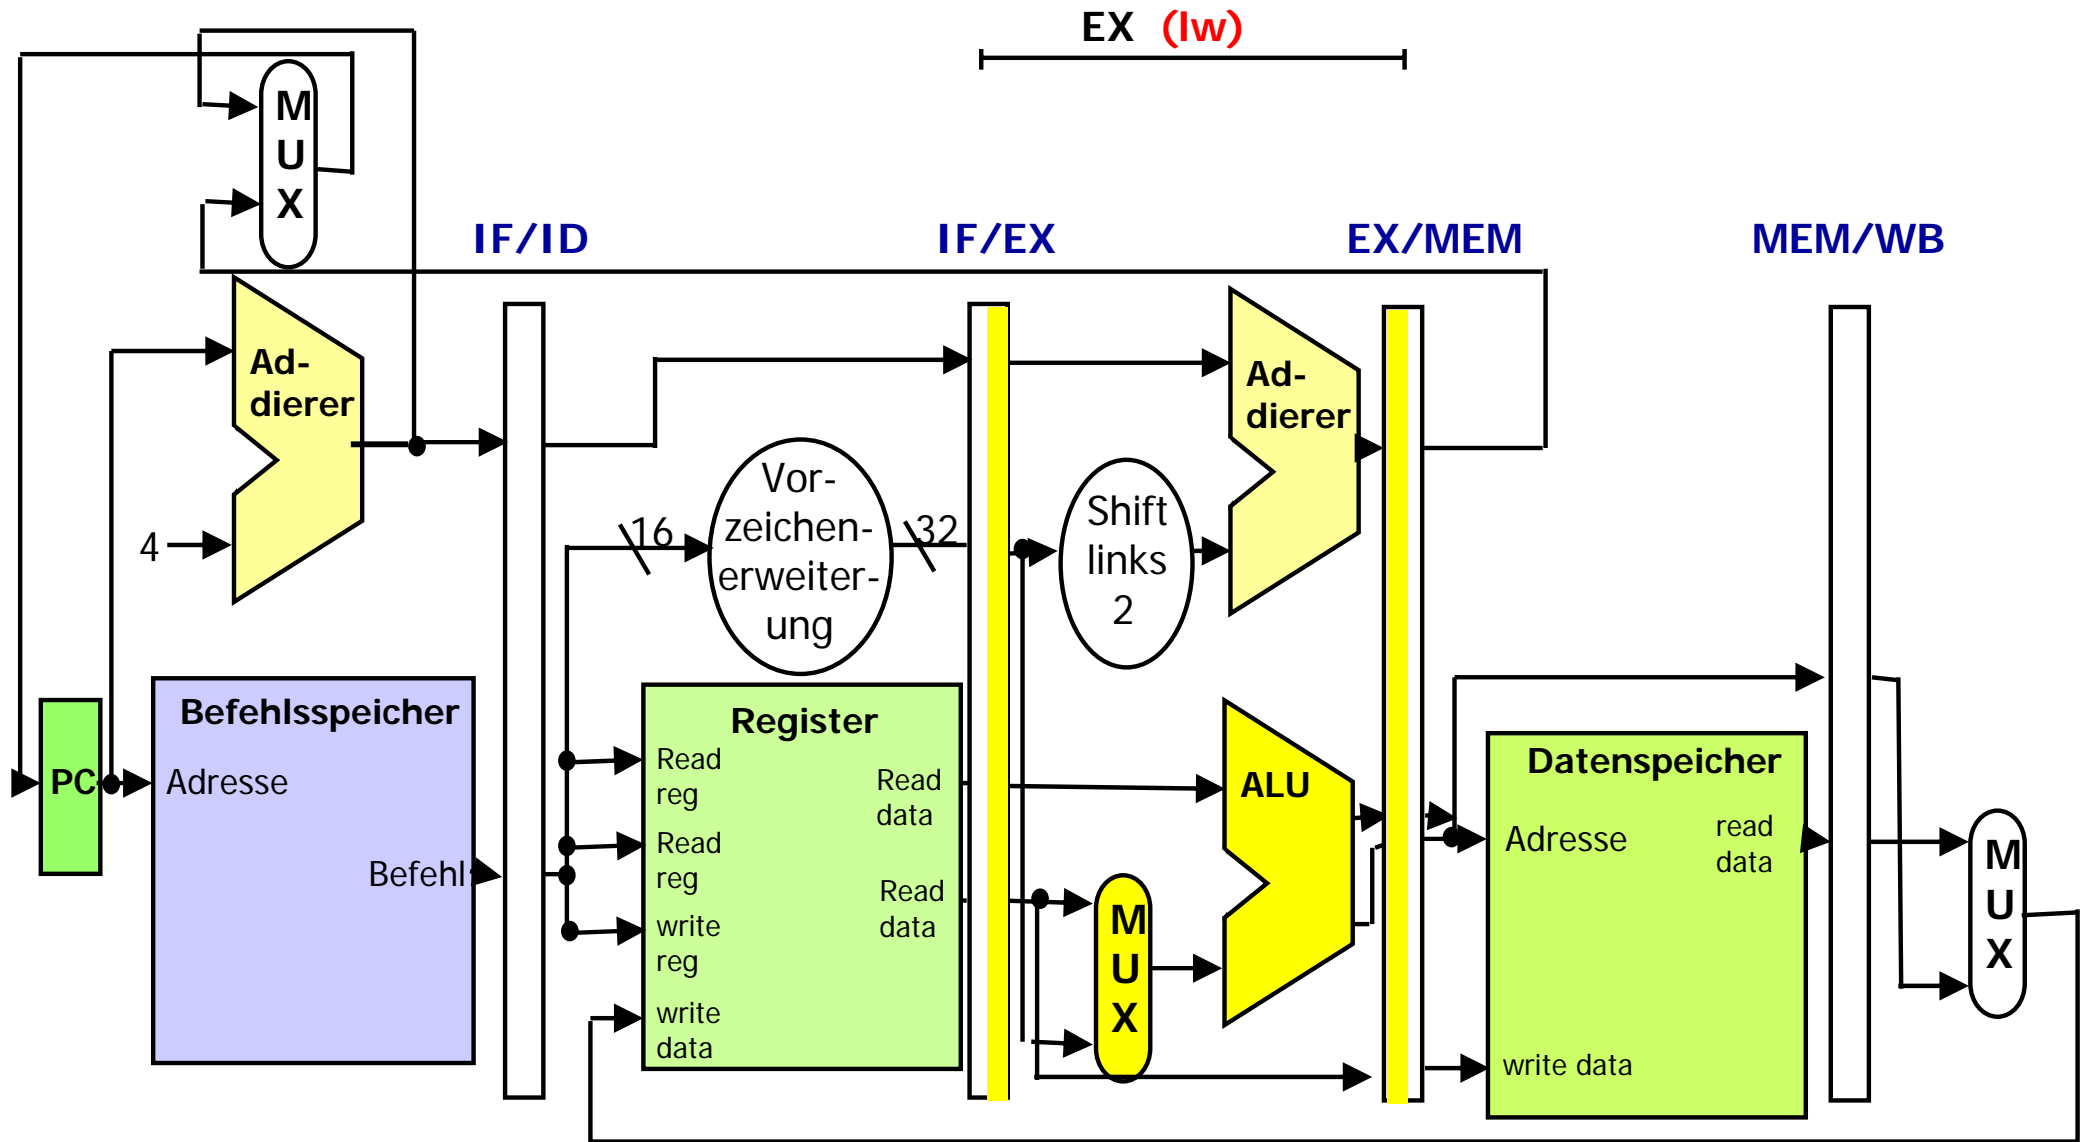 EX (lw)
M
U
X
IF/ID
IF/EX
EX/MEM
MEM/WB
Ad-
dierer
4
16
Vor-
zeichen-
erweiter-
ung
32
Shift
links
2
Ad-
dierer
PC
Befehlsspeicher
Adresse
Befehl
Register
Read
reg
Read
reg
write
reg
write
data
Read
data
Read
data
M
U
X
ALU
Datenspeicher
Adresse
read
data
write data
M
U
X